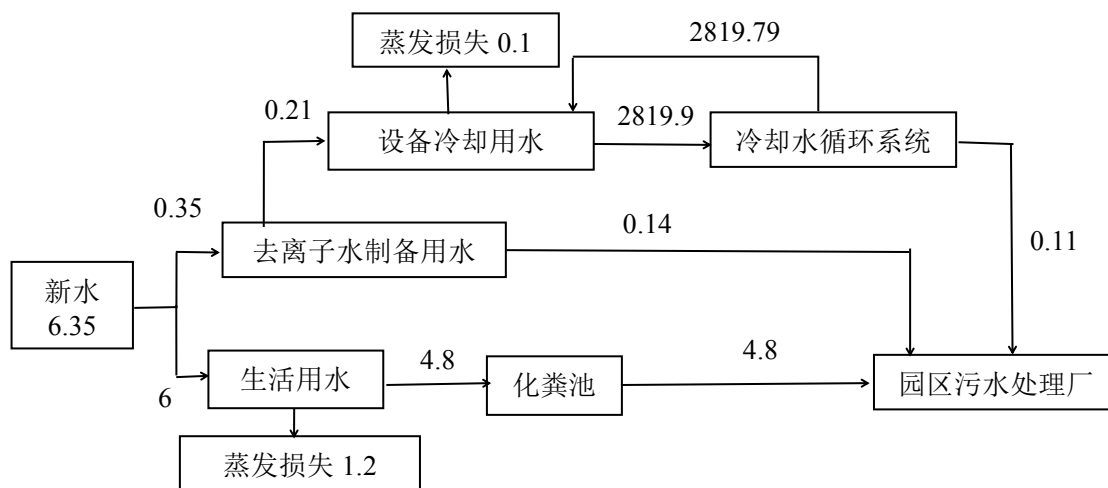 蒸发损失 0.1
2819.79
0.21
设备冷却用水
2819.9
冷却水循环系统
0.35
去离子水制备用水
0.14
0.11
新水
6.35
6
生活用水
4.8
化粪池
4.8
园区污水处理厂
蒸发损失 1.2